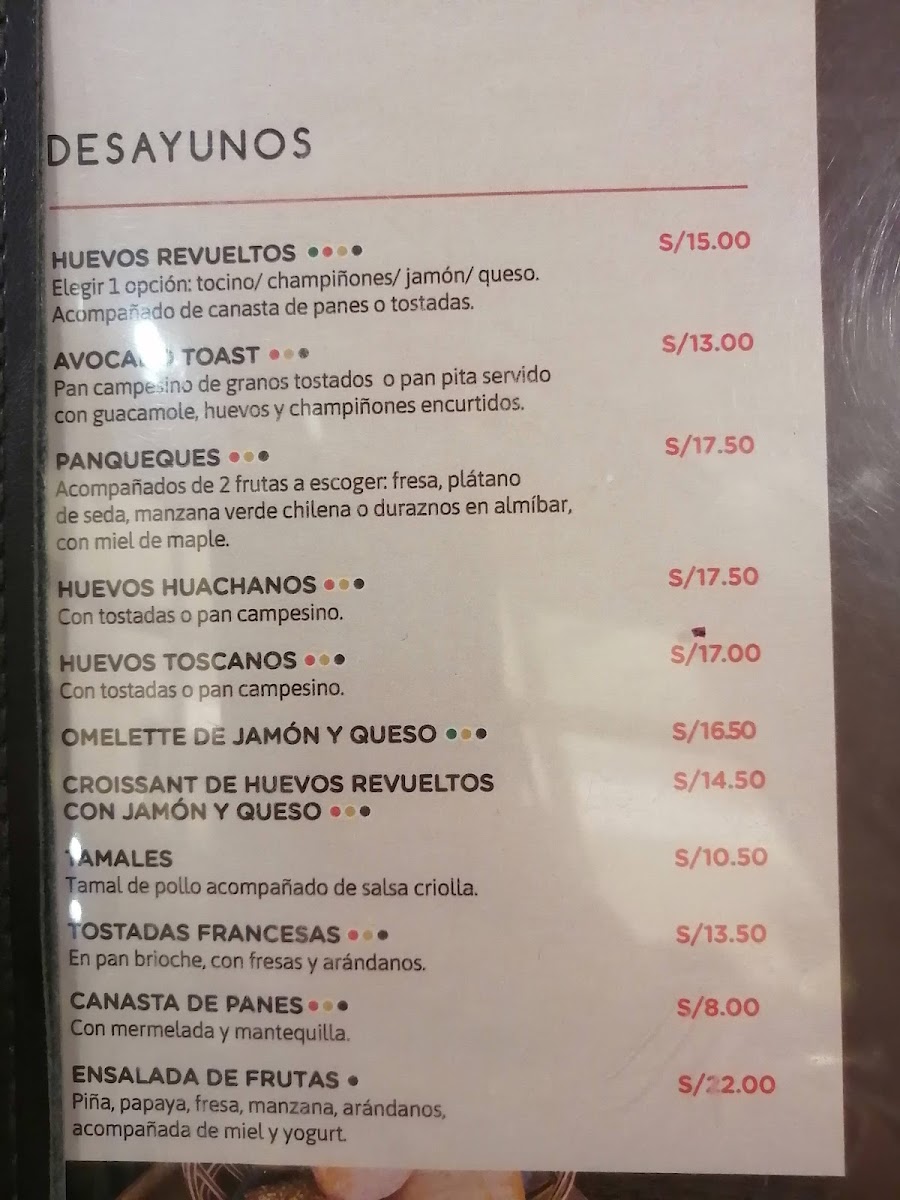 DESAYUNOS
HUEVOS REVUELTOS S/15.00
Elegir 1 opción: tocino/ champiñones/ jamón/ queso.
Acompañado de canasta de panes o tostadas.
AVOCADO TOAST S/13.00
Pan campesino de granos tostados o pan pita servido
con guacamole, huevos y champiñones encurtidos.
PANQUEQUES S/17.50
Acompañados de 2 frutas a escoger: fresa, plátano
de seda, manzana verde chilena o duraznos en almíbar,
con miel de maple.
HUEVOS HUACHANOS S/17.50
Con tostadas o pan campesino.
HUEVOS TOSCANOS S/17.00
Con tostadas o pan campesino.
OMELETTE DE JAMÓN Y QUESO S/16.50
CROISSANT DE HUEVOS REVUELTOS S/14.50
CON JAMÓN Y QUESO
TAMALES S/10.50
Tamal de pollo acompañado de salsa criolla.
TOSTADAS FRANCESAS S/13.50
En pan brioche, con fresas y arándanos.
CANASTA DE PANES S/8.00
Con mermelada y mantequilla.
ENSALADA DE FRUTAS S/22.00
Piña, papaya, fresa, manzana, arándanos,
acompañada de miel y yogurt.